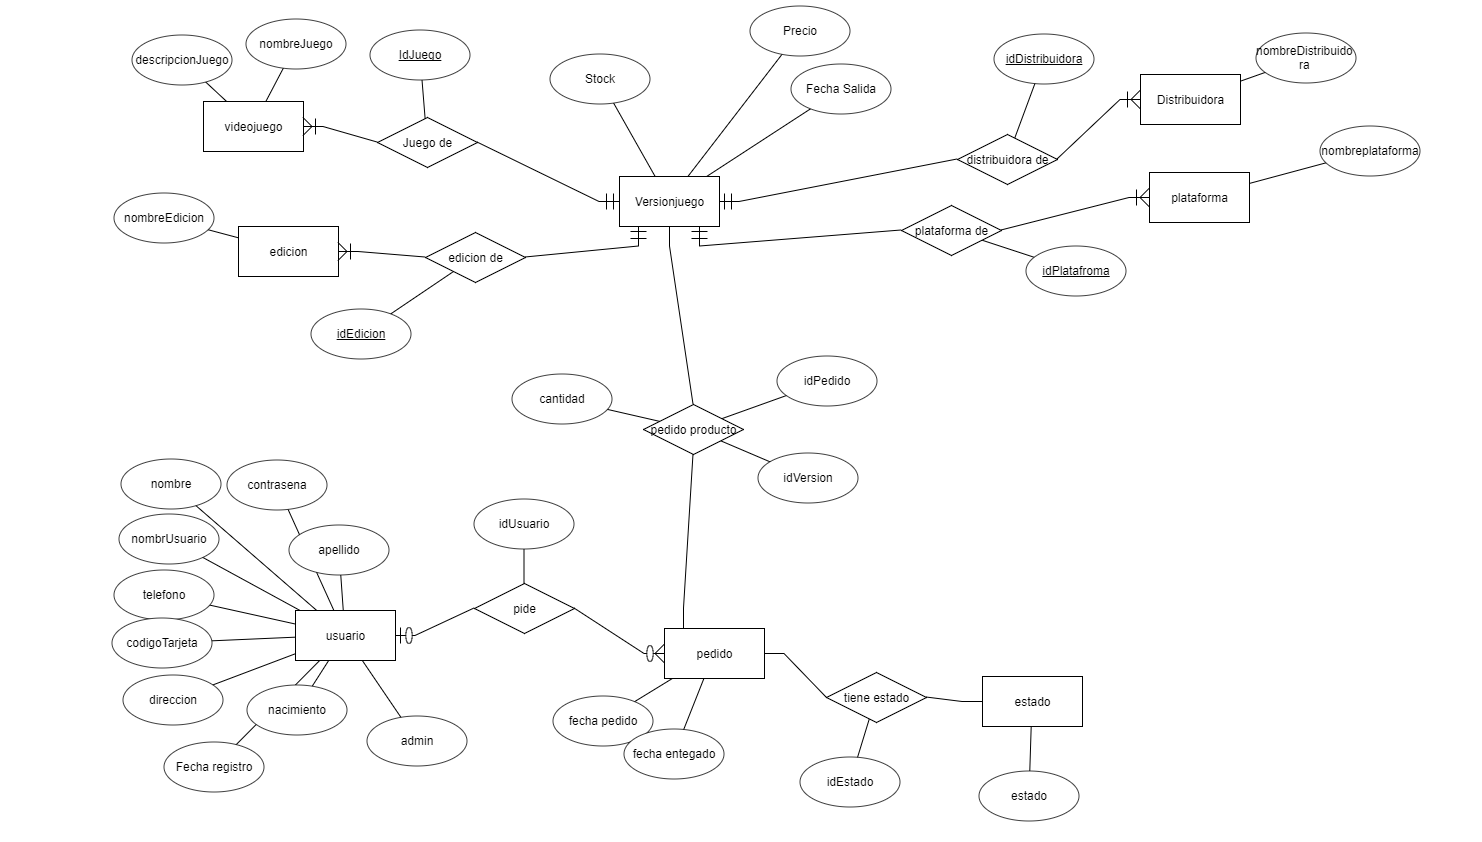 Precio
nombreJuego
IdJuego
descripcionJuego
nombreDistribuido
ra
idDistribuidora
Stock
Fecha Salida
Distribuidora
videojuego
Juego de
nombreplataforma
distribuidora de
plataforma
Versionjuego
nombreEdicion
plataforma de
edicion
edicion de
idPlatafroma
idEdicion
idPedido
cantidad
pedido producto
idVersion
nombre
contrasena
idUsuario
nombrUsuario
apellido
telefono
pide
usuario
codigoTarjeta
pedido
direccion
tiene estado
estado
nacimiento
fecha pedido
admin
fecha entegado
Fecha registro
idEstado
estado